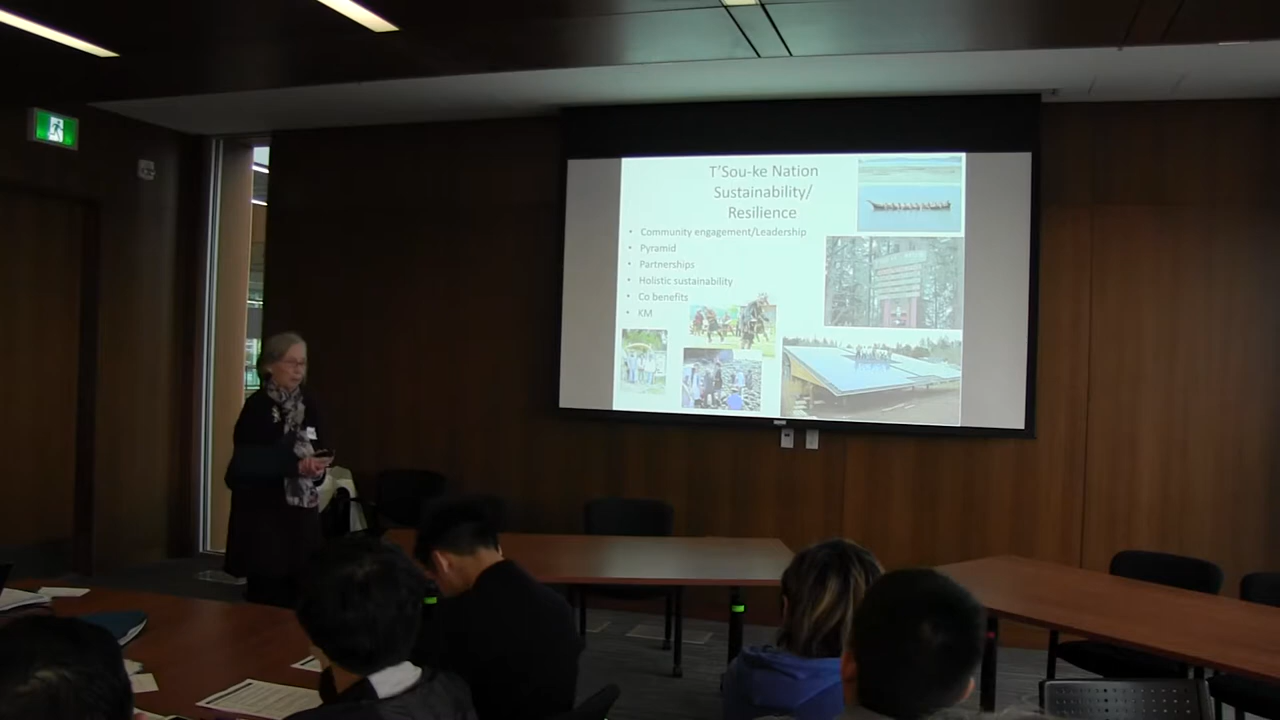 T'Sou-ke Nation
Sustainability/
Resilience
• Community engagement/Leadership
• Pyramid
• Partnerships
• Holistic sustainability
• Co benefits
• KM